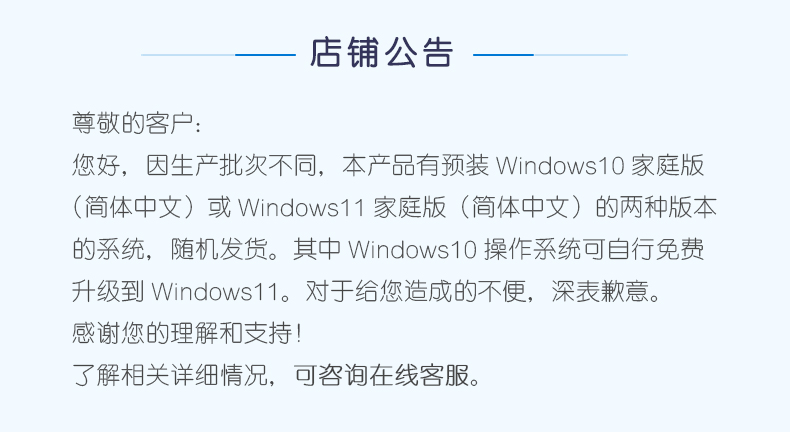 店铺公告
尊敬的客户:
您好，因生产批次不同，本产品有预装 Windows10 家庭版
（简体中文）或 Windows11 家庭版（简体中文）的两种版本
的系统，随机发货。其中 Windows10 操作系统可自行免费
升级到 Windows11。对于给您造成的不便，深表歉意。
感谢您的理解和支持！
了解相关详细情况，可咨询在线客服。